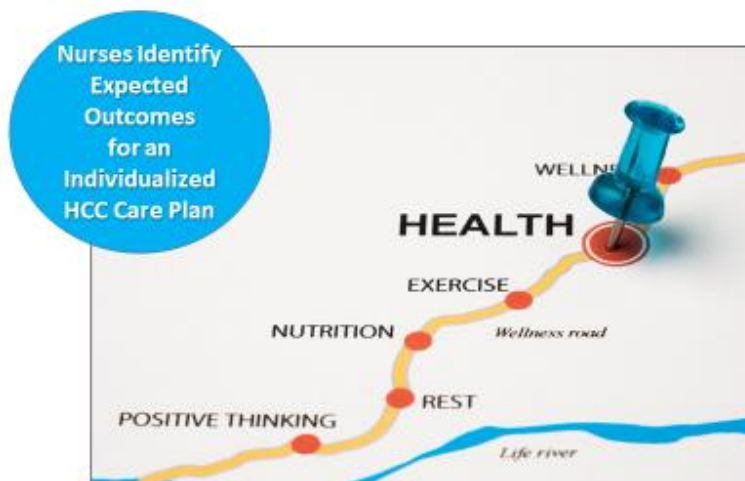 Nurses Identify
Expected
Outcomes
for an
Individualized
HCC Care Plan
HEALTH
EXERCISE
Wellness road
NUTRITION
REST
POSITIVE THINKING
Life river